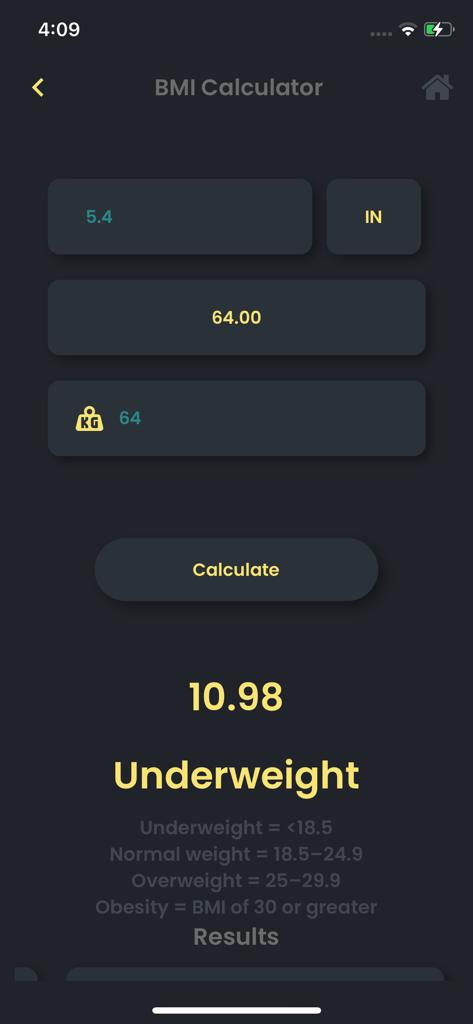 4:09
BMI Calculator
5.4
IN
64.00
KG 64
Calculate
10.98
Underweight
Underweight = <18.5
Normal weight = 18.5–24.9
Overweight = 25–29.9
Obesity = BMI of 30 or greater
Results